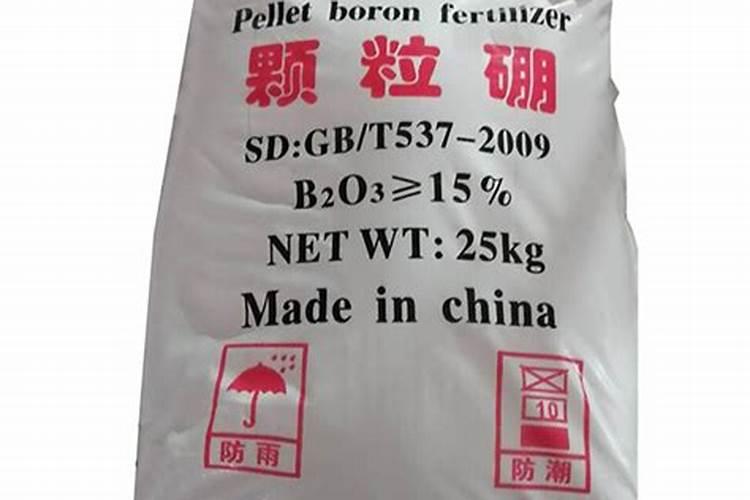 Pellet boron fertilizer
颗粒硼
SD:GB/T537-2009
B2O3≥15%
NET WT: 25kg
Made in china
10
防雨
防潮